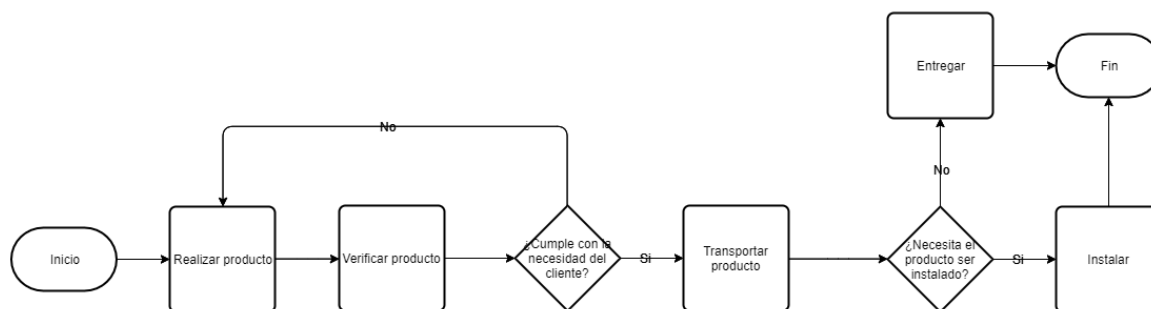 Inicio
Realizar producto
Verificar producto
¿Cumple con la
necesidad del
cliente?
No
Si
Transportar
producto
¿Necesita el
producto ser
instalado?
No
Entregar
Si
Instalar
Fin